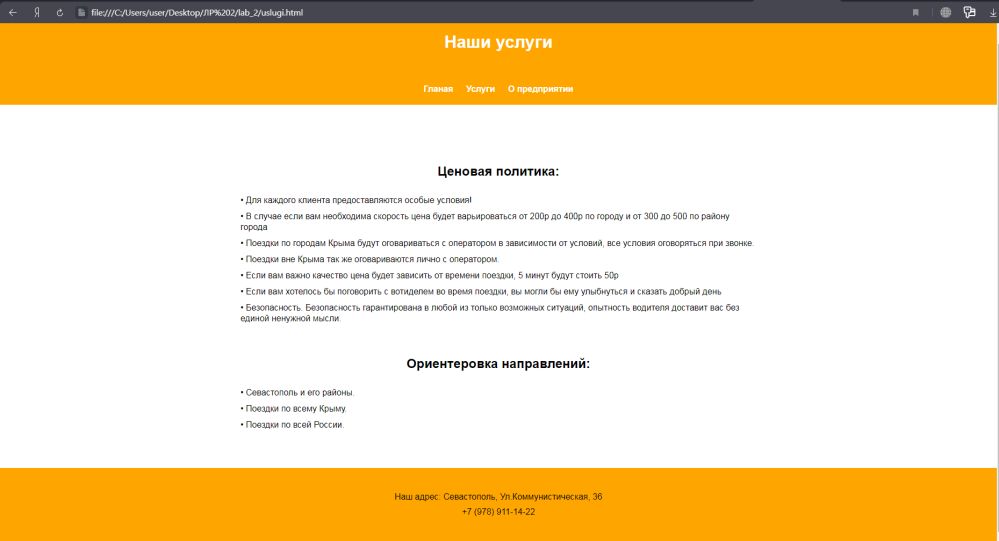 file:///C:/Users/user/Desktop//IP%202/lab_2/uslugi.html
Наши услуги
Гланая Услуги О предприятии
Ценовая политика:
• Для каждого клиента предоставляются особые условия!
• В случае если вам необходима скорость цена будет варьироваться от 200р до 400р по городу и от 300 до 500 по району
города
• Поездки по городам Крыма будут оговариваться с оператором в зависимости от условий, все условия оговоряться при звонке.
• Поездки вне Крыма так же оговариваются лично с оператором.
• Если вам важно качество цена будет зависить от времени поездки, 5 минут будут стоить 50р
• Если вам хотелось бы поговорить с вотиделем во время поездки, вы могли бы ему улыбнуться и сказать добрый день
• Безопасность. Безопасность гарантирована в любой из только возможных ситуаций, опытность водителя доставит вас без
единой ненужной мысли.
Ориентеровка направлений:
• Севастополь и его районы.
• Поездки по всему Крыму.
• Поездки по всей России.
Наш адрес: Севастополь, Ул.Коммунистическая, 36
+7 (978) 911-14-22